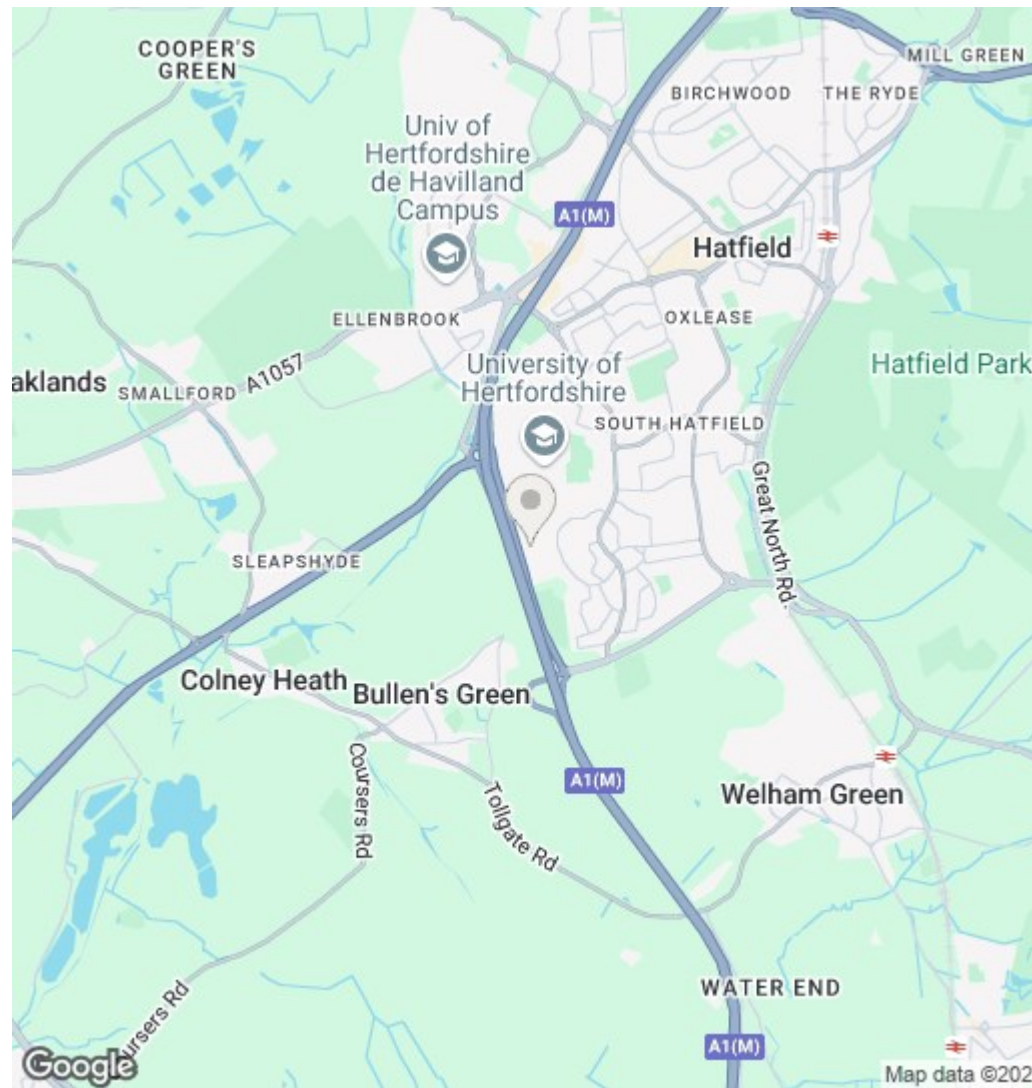 COOPER'S
GREEN
MILL GREEN
BIRCHWOOD
THE RYDE
Univ of
Hertfordshire
de Havilland
Campus
A1(M)
Hatfield
ELLENBROOK
OXLEASE
University of
Hertfordshire
Hatfield Park
aklands
SMALLFORD
A1057
SOUTH HATFIELD
Great North Rd.
SLEAPSHYDE
Colney Heath
Bullen's Green
Coursers Rd
Tollgate Rd
A1(M)
Welham Green
WATER END
oursers Rd
A1(M)
Google
Map data ©202